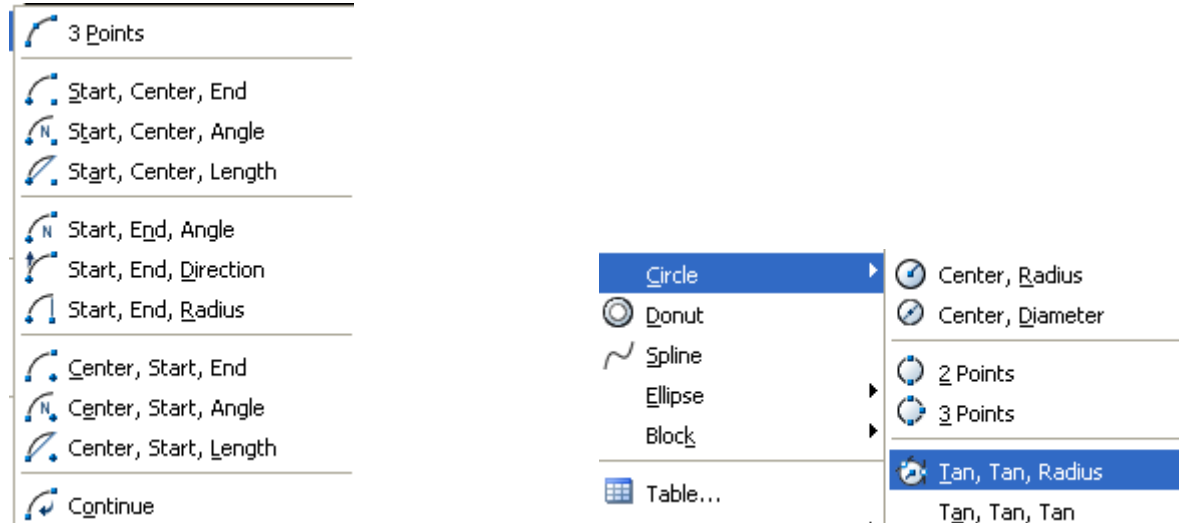 3 Points
Start, Center, End
Start, Center, Angle
Start, Center, Length
Start, End, Angle
Start, End, Direction
Start, End, Radius
Center, Start, End
Center, Start, Angle
Center, Start, Length
Continue
Circle
Donut
Spline
Ellipse
Block
Table...
Center, Radius
Center, Diameter
2 Points
3 Points
Tan, Tan, Radius
Tan, Tan, Tan